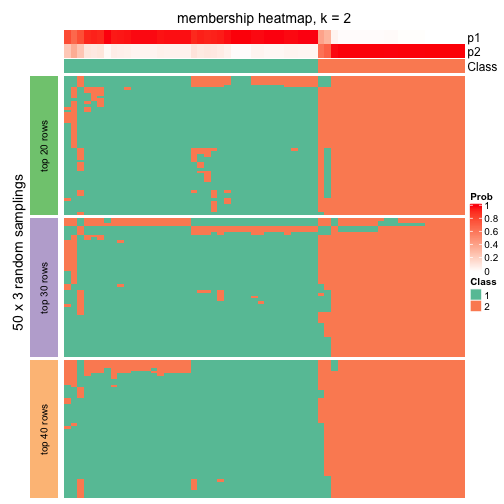 membership heatmap, k = 2
p1
p2
Class
50 x 3 random samplings
top 20 rows
top 30 rows
top 40 rows
Prob
1
0.8
0.6
0.4
0.2
0
Class
1
2